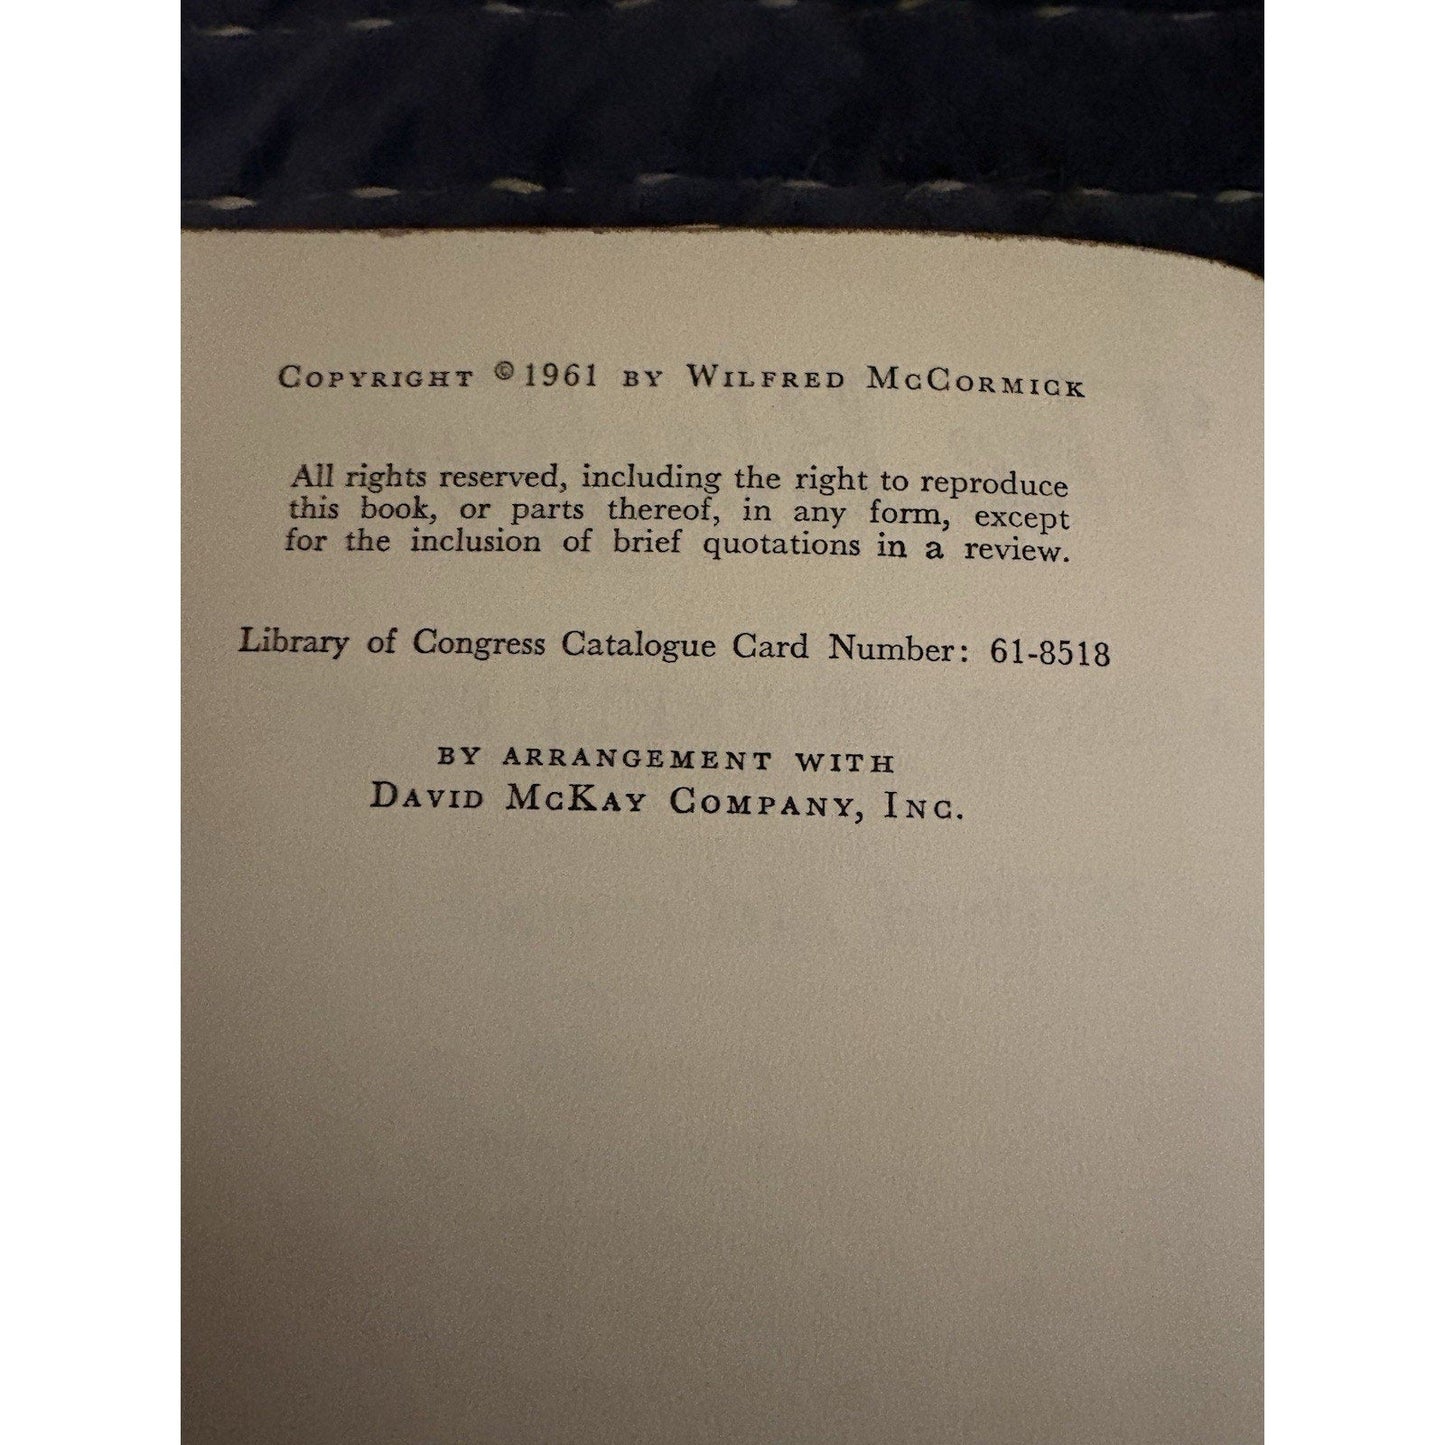 COPYRIGHT © 1961 BY WILFRED McCORMICK
All rights reserved, including the right to reproduce
this book, or parts thereof, in any form, except
for the inclusion of brief quotations in a review.
Library of Congress Catalogue Card Number: 61-8518
BY ARRANGEMENT WITH
DAVID McKAY COMPANY, INC.